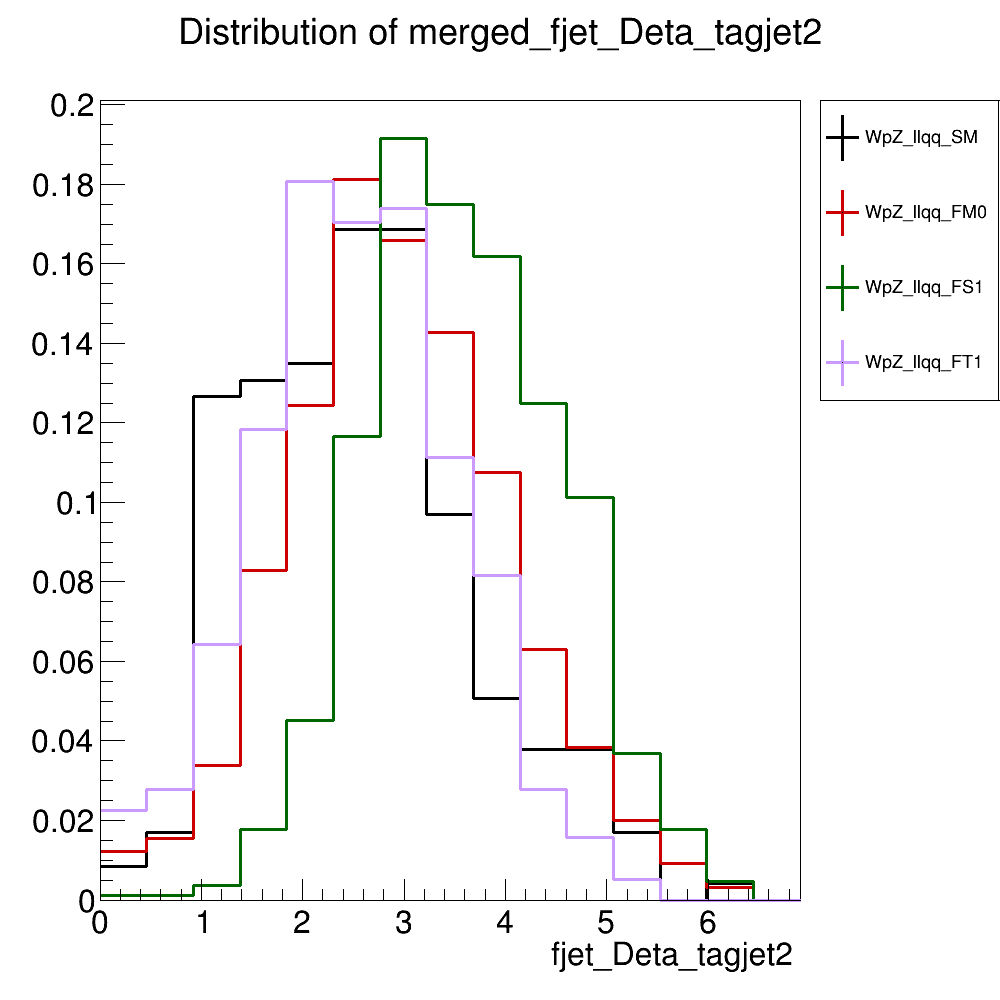 Distribution of merged_fjet_Deta_tagjet2
0.2
0.18
0.16
0.14
0.12
0.1
0.08
0.06
0.04
0.02
0
0 1 2 3 4 5 6
fjet_Deta_tagjet2
WpZ_llqq_SM
WpZ_llqq_FM0
WpZ_llqq_FS1
WpZ_llqq_FT1